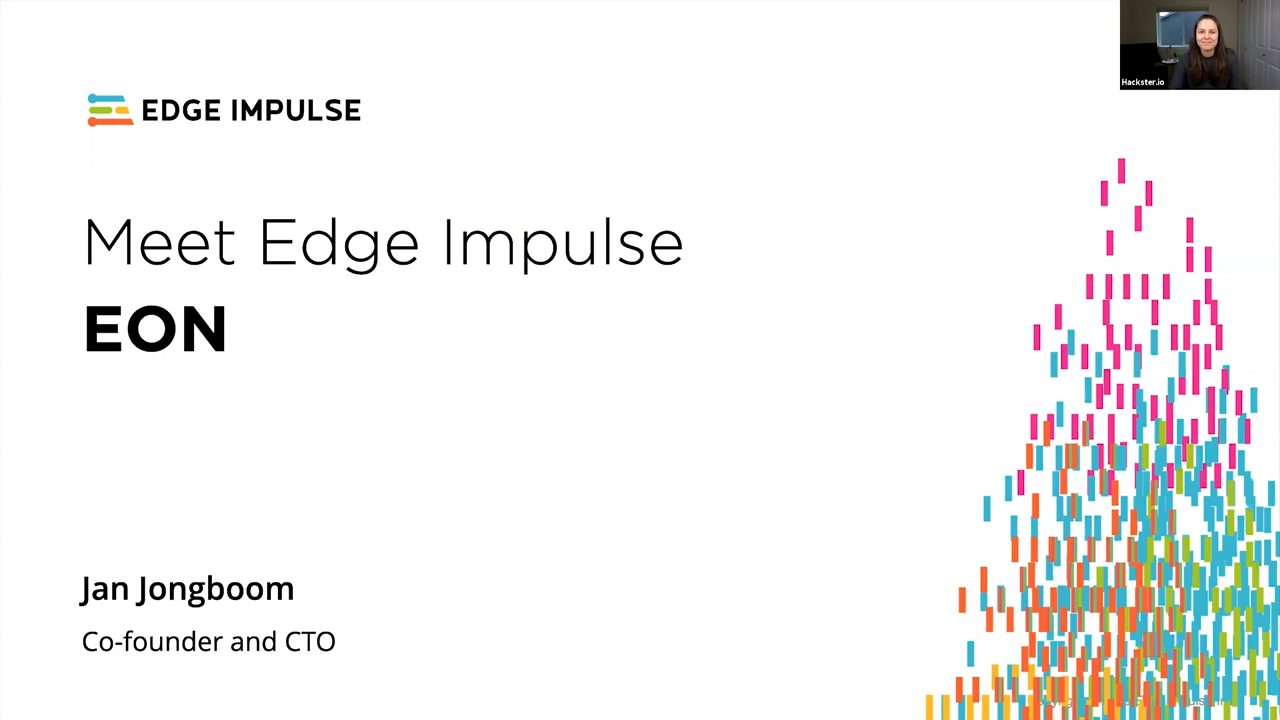 Hackster.io
EDGE IMPULSE
Meet Edge Impulse
EON
Jan Jongboom
Co-founder and CTO